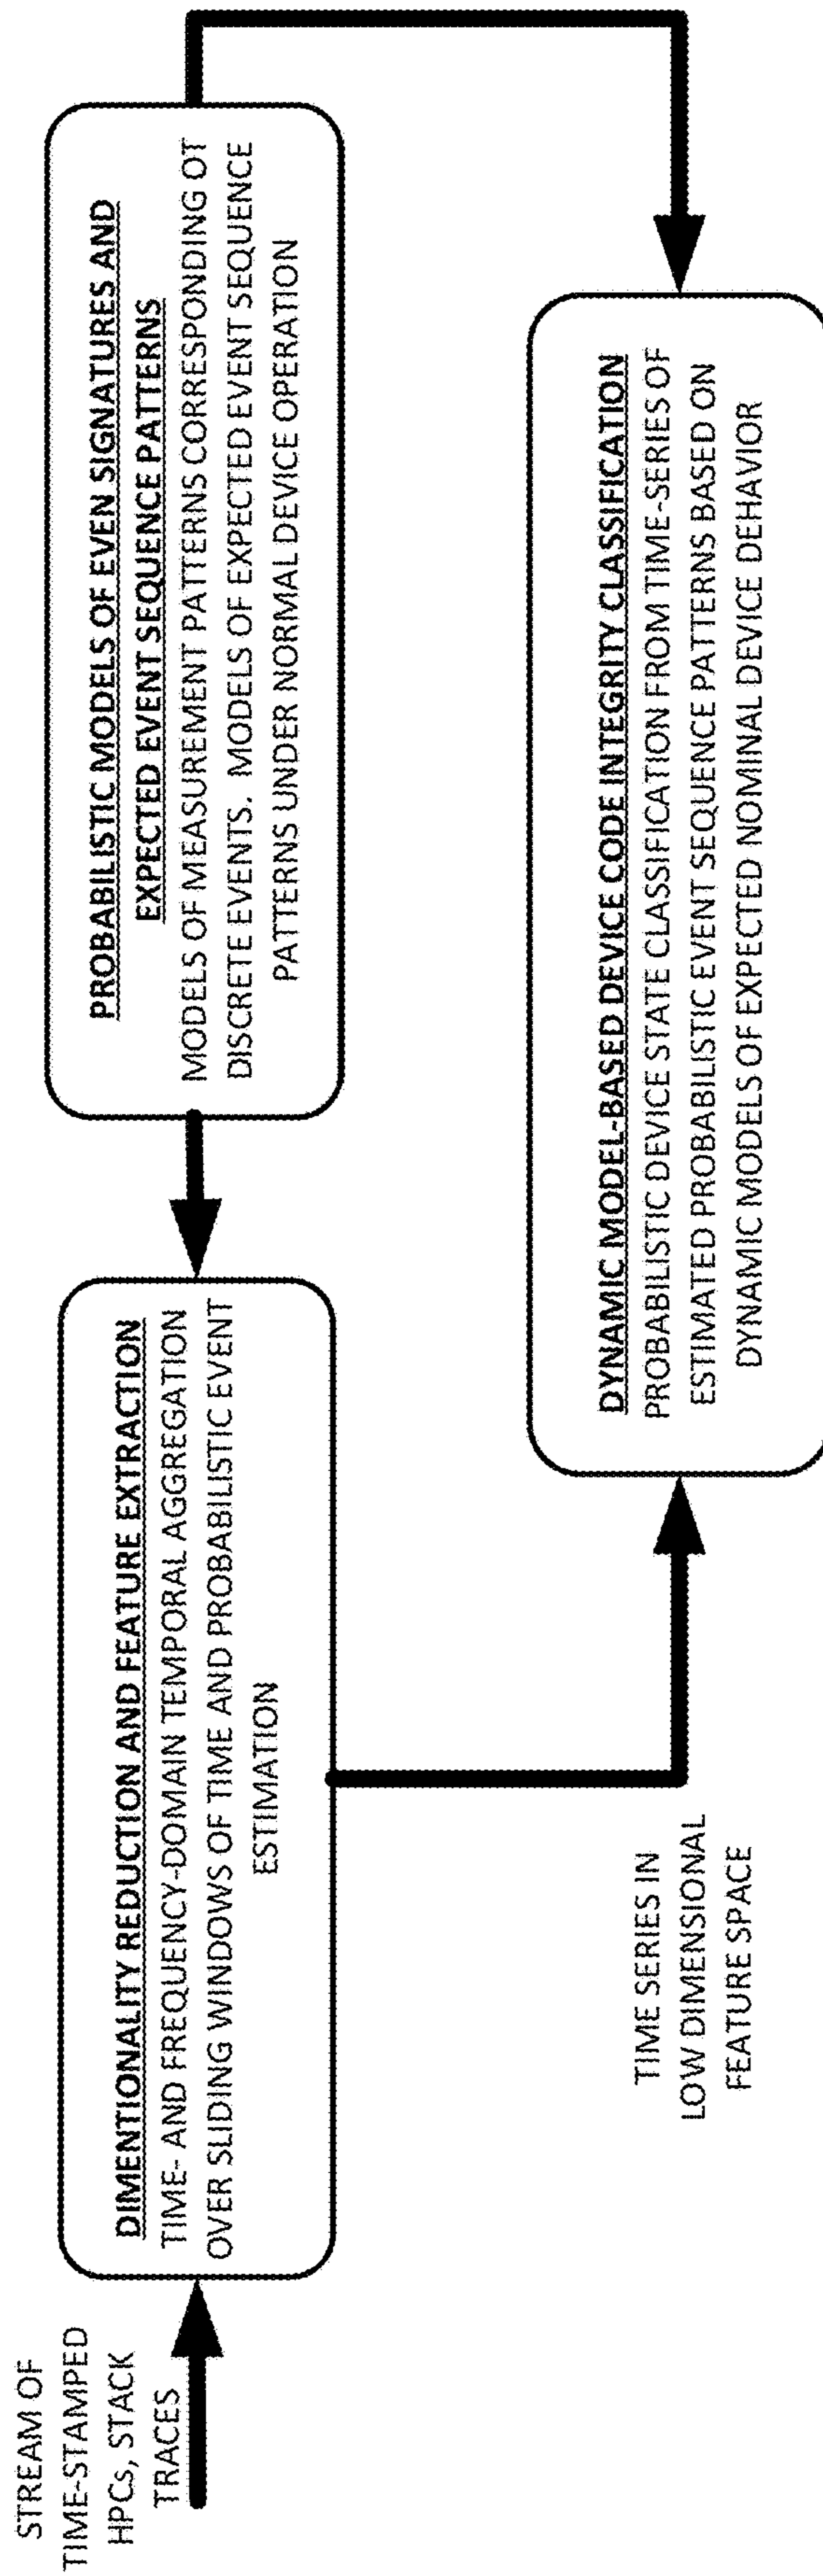 STREAM OF
TIME-STAMPED
HPCs, STACK
TRACES
DIMENTIONALITY REDUCTION AND FEATURE EXTRACTION
TIME- AND FREQUENCY-DOMAIN TEMPORAL AGGREGATION
OVER SLIDING WINDOWS OF TIME AND PROBABILISTIC EVENT
ESTIMATION
PROBABILISTIC MODELS OF EVEN SIGNATURES AND
EXPECTED EVENT SEQUENCE PATTERNS
MODELS OF MEASUREMENT PATTERNS CORRESPONDING OT
DISCRETE EVENTS. MODELS OF EXPECTED EVENT SEQUENCE
PATTERNS UNDER NORMAL DEVICE OPERATION
TIME SERIES IN
LOW DIMENSIONAL
FEATURE SPACE
DYNAMIC MODEL-BASED DEVICE CODE INTEGRITY CLASSIFICATION
PROBABILISTIC DEVICE STATE CLASSIFICATION FROM TIME-SERIES OF
ESTIMATED PROBABILISTIC EVENT SEQUENCE PATTERNS BASED ON
DYNAMIC MODELS OF EXPECTED NOMINAL DEVICE DEHAVIOR